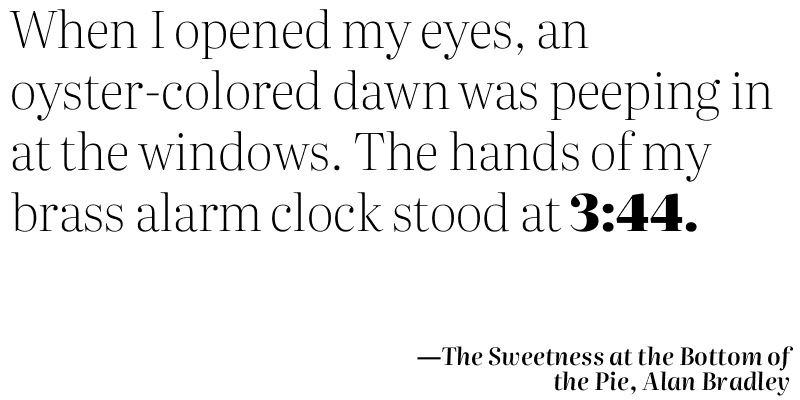 When I opened my eyes, an
oyster-colored dawn was peeping in
at the windows. The hands of my
brass alarm clock stood at 3:44.
—The Sweetness at the Bottom of
the Pie, Alan Bradley